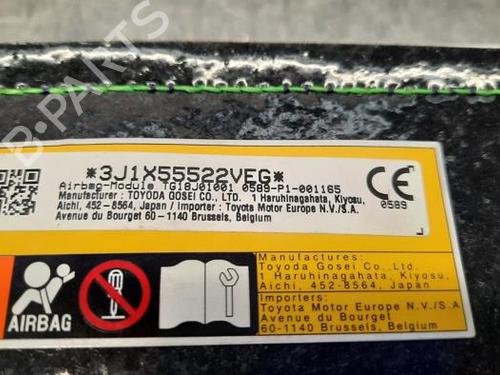 *3J1X55522VEG*
Airbag-Module TG18J01001 0589-P1-001165
Manufacturer : TOYODA GOSEI CO., LTD. 1 Haruhinagahata, Kiyosu,
Aichi, 452-8564, Japan / Importer : Toyota Motor Europe N.V./S.A.
Avenue du Bourget 60 - 1140 Brussels, Belgium
CE
0589
AIRBAG
Manufacturers:
Toyoda Gosei Co.,Ltd.
1 Haruhinagahata, Kiyosu,
Aichi, 452-8564, Japan
Importers:
Toyota Motor Europe N.V./S.A
Avenue du Bourget
60-1140 Brussels, Belgium